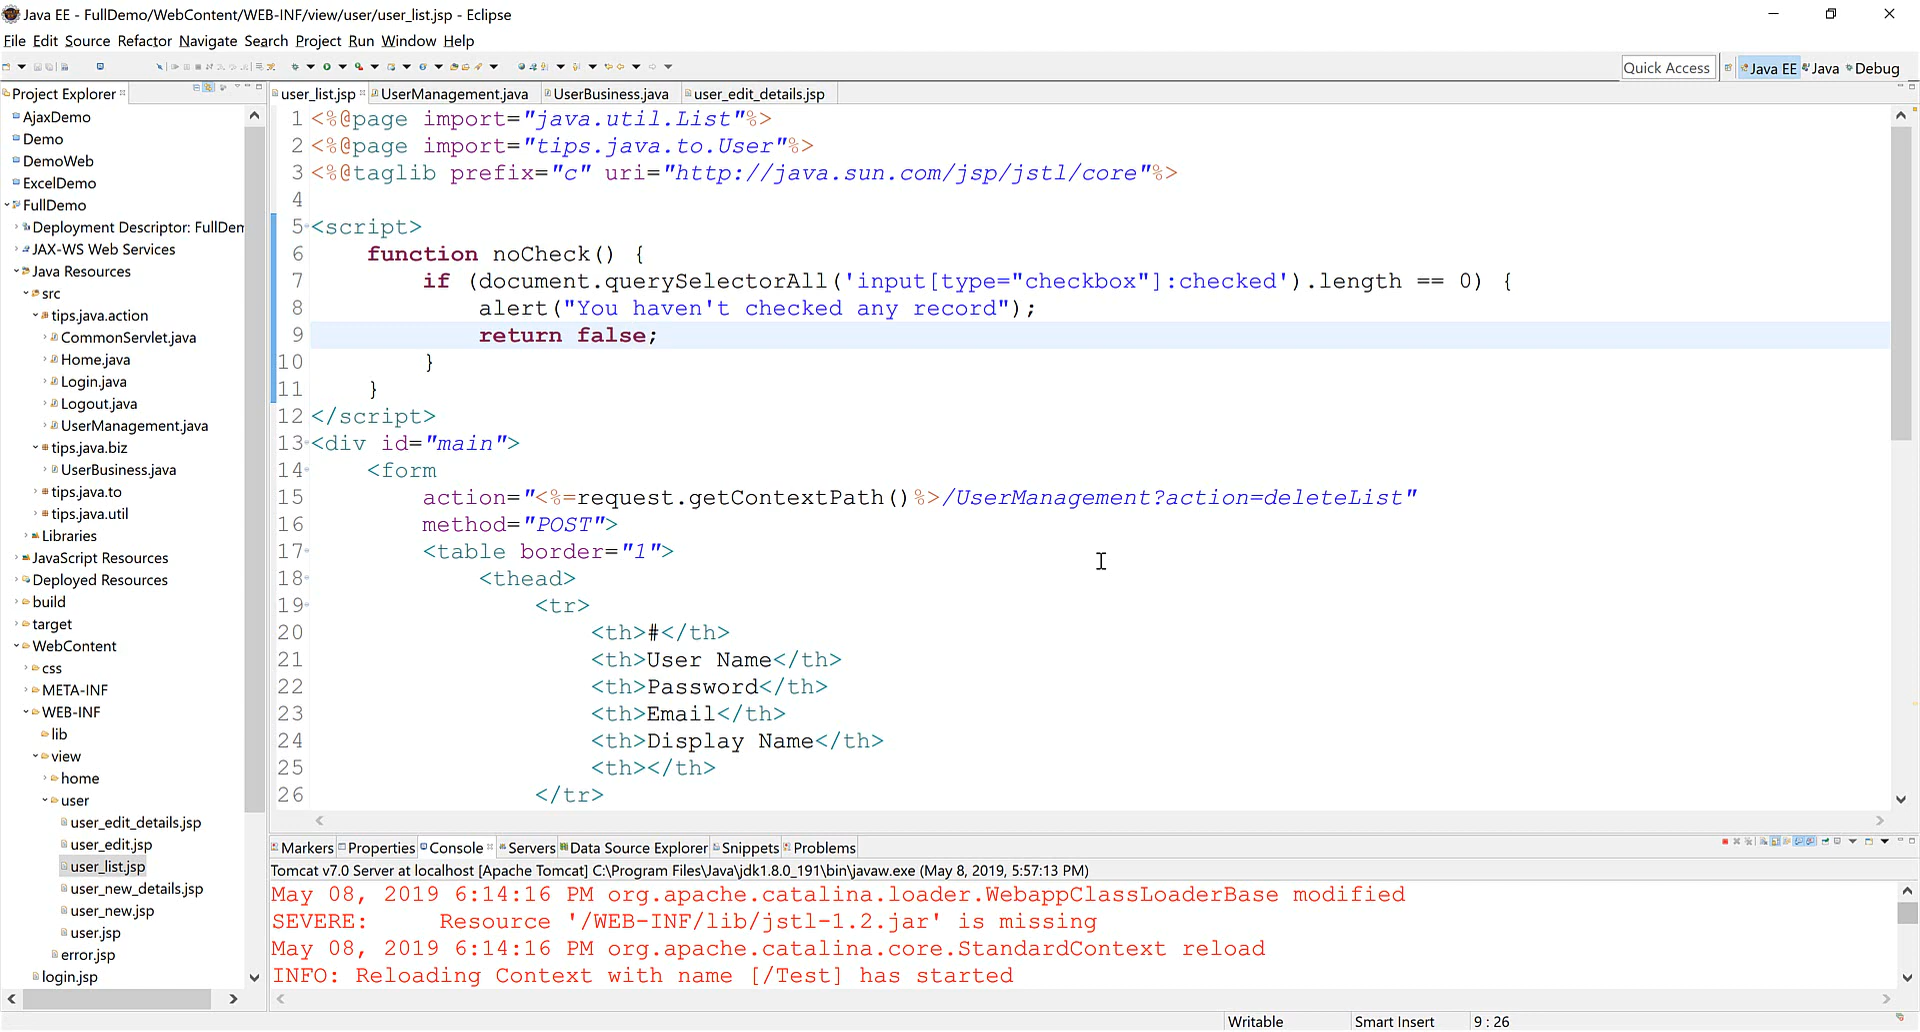 Java EE - FullDemo/WebContent/WEB-INF/view/user/user_list.jsp - Eclipse
File Edit Source Refactor Navigate Search Project Run Window Help
Quick Access Java EE Java Debug
Project Explorer
AjaxDemo
Demo
DemoWeb
ExcelDemo
FullDemo
Deployment Descriptor: FullDem
JAX-WS Web Services
Java Resources
src
tips.java.action
CommonServlet.java
Home.java
Login.java
Logout.java
UserManagement.java
tips.java.biz
UserBusiness.java
tips.java.to
tips.java.util
Libraries
JavaScript Resources
Deployed Resources
build
target
WebContent
css
META-INF
WEB-INF
lib
view
home
user
user_edit_details.jsp
user_edit.jsp
user_list.jsp
user_new_details.jsp
user_new.jsp
user.jsp
error.jsp
login.jsp
user_list.jsp UserManagement.java UserBusiness.java user_edit_details.jsp
1 <%@page import="java.util.List"%>
2 <%@page import="tips.java.to.User"%>
3 <%@taglib prefix="c" uri="http://java.sun.com/jsp/jstl/core"%>
4
5 <script>
6     function noCheck() {
7         if (document.querySelectorAll('input[type="checkbox"]:checked').length == 0) {
8             alert("You haven't checked any record");
9             return false;
10         }
11     }
12 </script>
13 <div id="main">
14     <form
15         action="<%=request.getContextPath()%>/UserManagement?action=deleteList"
16         method="POST">
17         <table border="1">
18             <thead>
19                 <tr>
20                     <th>#</th>
21                     <th>User Name</th>
22                     <th>Password</th>
23                     <th>Email</th>
24                     <th>Display Name</th>
25                     <th></th>
26                 </tr>
Markers Properties Console Servers Data Source Explorer Snippets Problems
Tomcat v7.0 Server at localhost [Apache Tomcat] C:\Program Files\Java\jdk1.8.0_191\bin\javaw.exe (May 8, 2019, 5:57:13 PM)
May 08, 2019 6:14:16 PM org.apache.catalina.loader.WebappClassLoaderBase modified
SEVERE:     Resource '/WEB-INF/lib/jstl-1.2.jar' is missing
May 08, 2019 6:14:16 PM org.apache.catalina.core.StandardContext reload
INFO: Reloading Context with name [/Test] has started
Writable Smart Insert 9 : 26